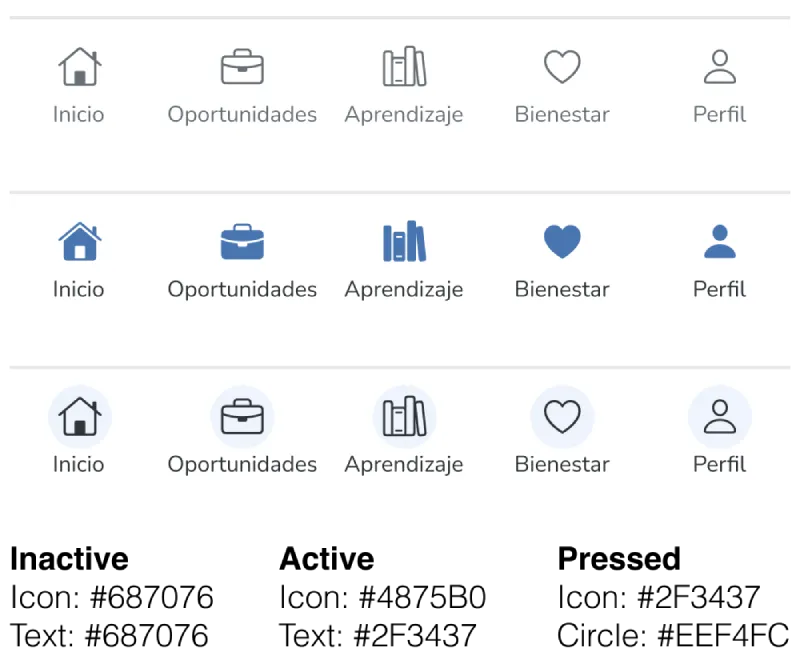 Inicio Oportunidades Aprendizaje Bienestar Perfil
Inicio Oportunidades Aprendizaje Bienestar Perfil
Inicio Oportunidades Aprendizaje Bienestar Perfil
Inactive Active Pressed
Icon: #687076 Icon: #4875B0 Icon: #2F3437
Text: #687076 Text: #2F3437 Circle: #EEF4FC